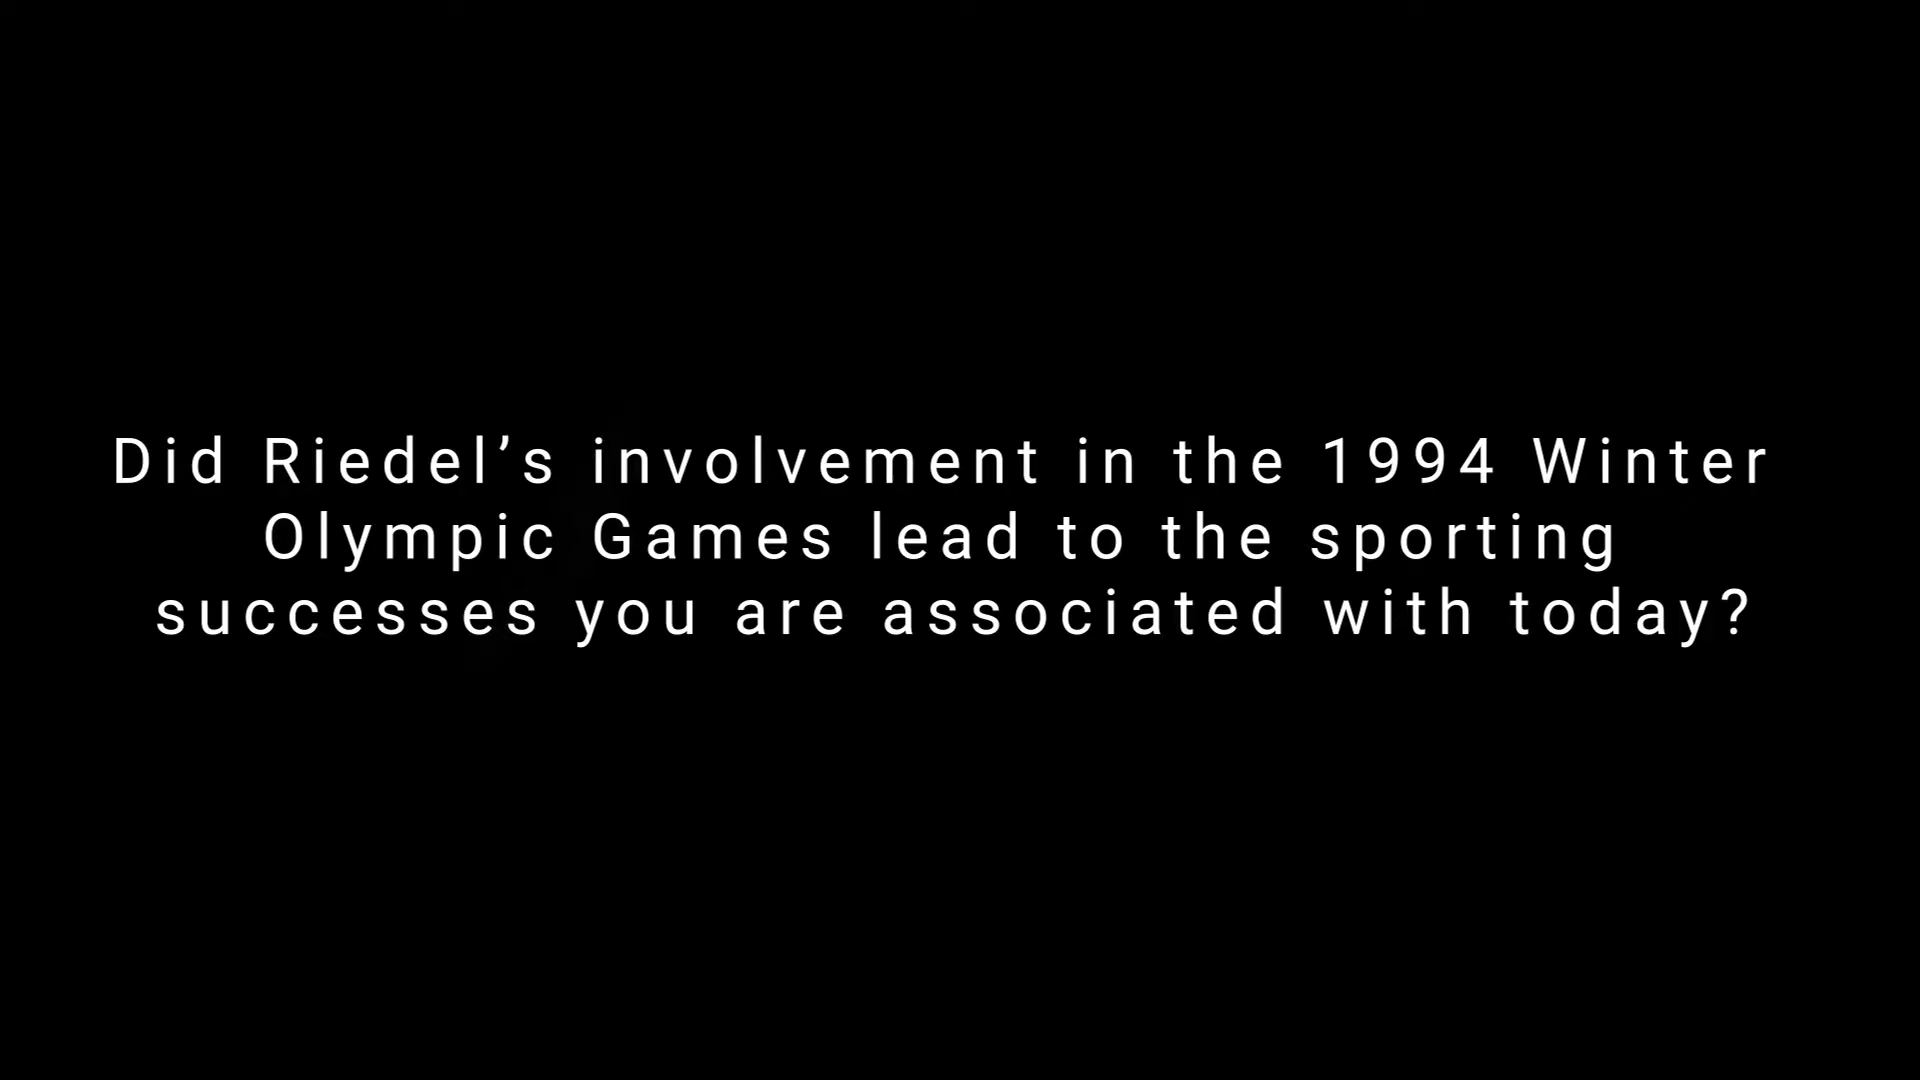 Did Riedel’s involvement in the 1994 Winter
Olympic Games lead to the sporting
successes you are associated with today?